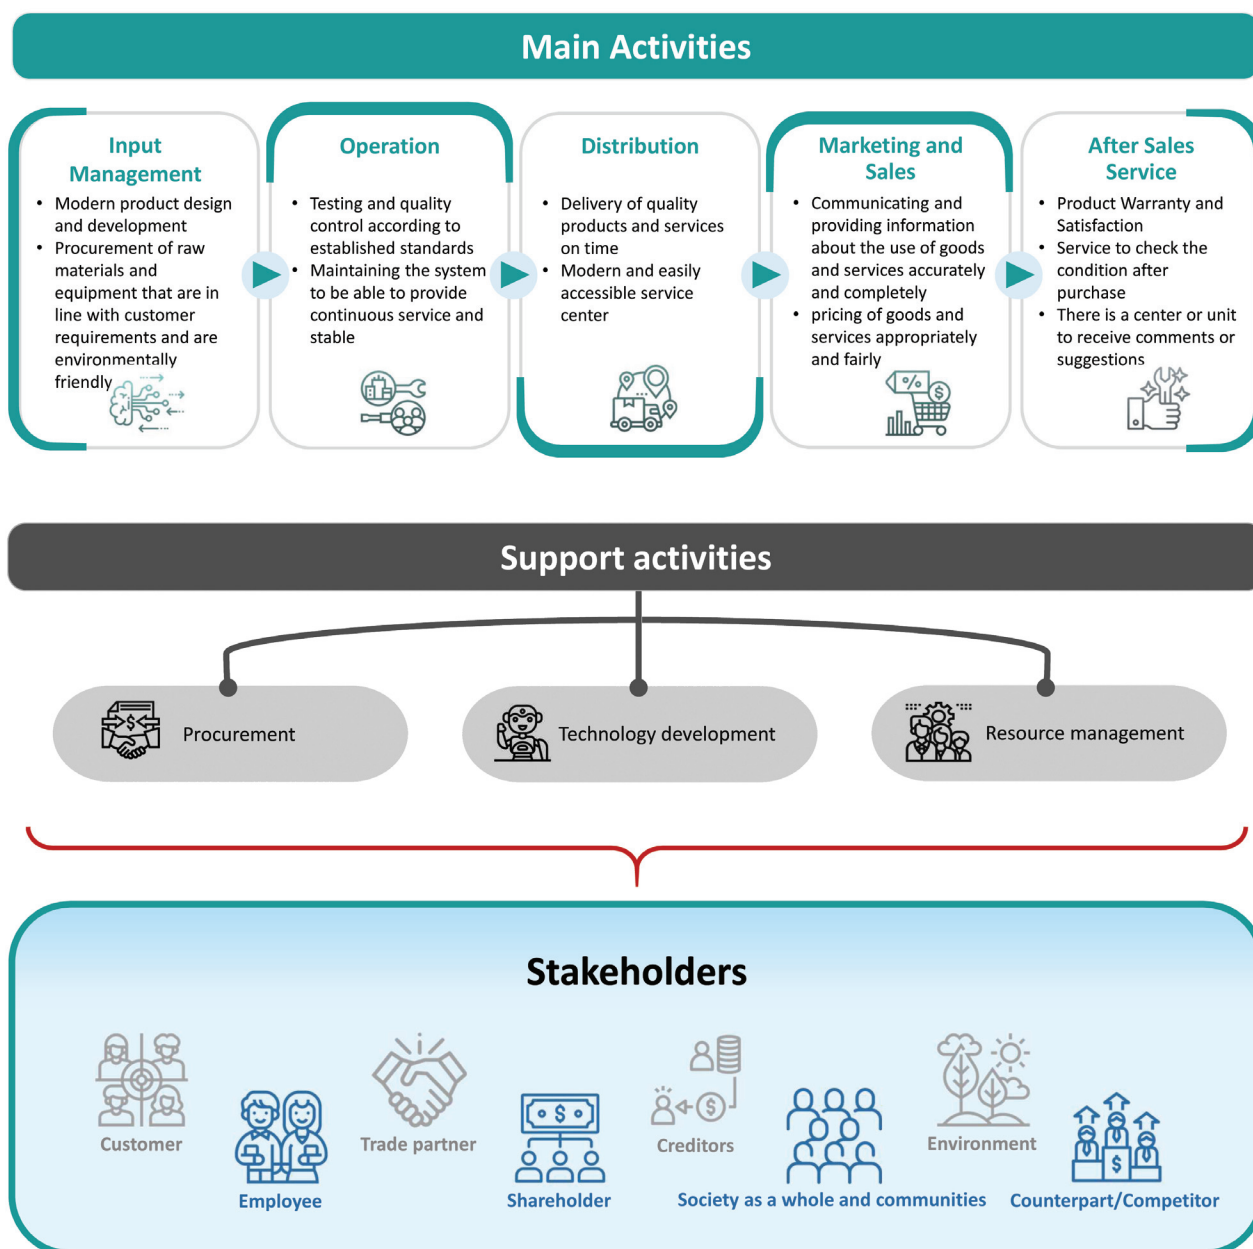 Main Activities
Input
Management
• Modern product design
and development
• Procurement of raw
materials and
equipment that are in
line with customer
requirements and are
environmentally
friendly
Operation
• Testing and quality
control according to
established standards
• Maintaining the system
to be able to provide
continuous service and
stable
Distribution
• Delivery of quality
products and services
on time
• Modern and easily
accessible service
center
Marketing and
Sales
• Communicating and
providing information
about the use of goods
and services accurately
and completely
• pricing of goods and
services appropriately
and fairly
After Sales
Service
• Product Warranty and
Satisfaction
• Service to check the
condition after
purchase
• There is a center or unit
to receive comments or
suggestions
Support activities
Procurement
Technology development
Resource management
Stakeholders
Customer
Employee
Trade partner
Shareholder
Creditors
Society as a whole and communities
Environment
Counterpart/Competitor